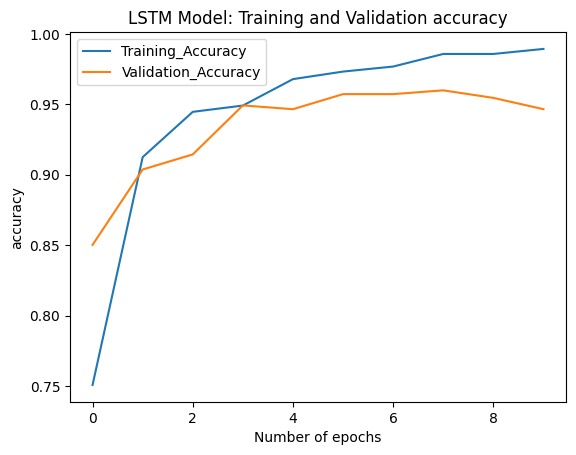 LSTM Model: Training and Validation accuracy
Training_Accuracy
Validation_Accuracy
1.00
0.95
0.90
0.85
0.80
0.75
accuracy
0 2 4 6 8
Number of epochs